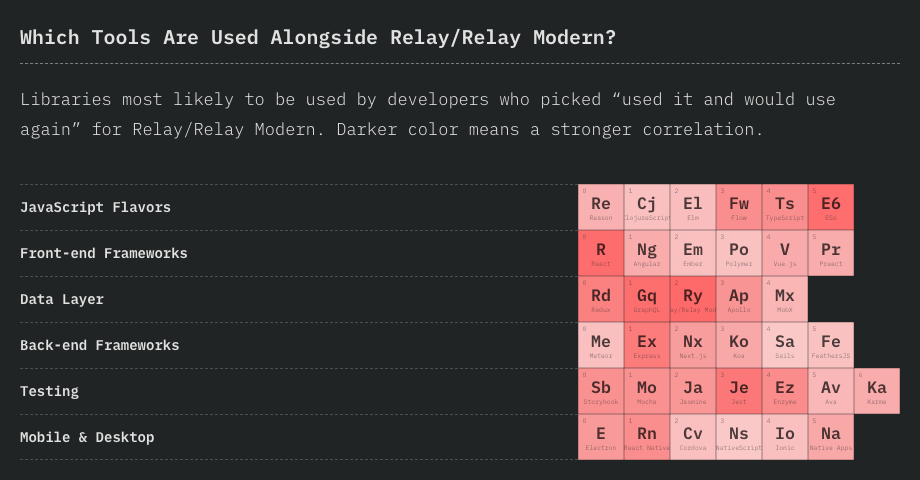 Which Tools Are Used Alongside Relay/Relay Modern?
Libraries most likely to be used by developers who picked “used it and would use
again” for Relay/Relay Modern. Darker color means a stronger correlation.
JavaScript Flavors
0 1 2 3 4 5
Re Cj El Fw Ts E6
Reason ClojureScript Elm Flow TypeScript ES6
Front-end Frameworks
0 1 2 3 4 5
R Ng Em Po V Pr
React Angular Ember Polymer Vue.js Preact
Data Layer
0 1 2 3 4
Rd Gq Ry Ap Mx
Redux GraphQL ay/Relay Mod Apollo MobX
Back-end Frameworks
0 1 2 3 4 5
Me Ex Nx Ko Sa Fe
Meteor Express Next.js Koa Sails FeathersJS
Testing
0 1 2 3 4 5 6
Sb Mo Ja Je Ez Av Ka
Storybook Mocha Jasmine Jest Enzyme Ava Karma
Mobile & Desktop
0 1 2 3 4 5
E Rn Cv Ns Io Na
Electron React Native Cordova NativeScript Ionic Native Apps